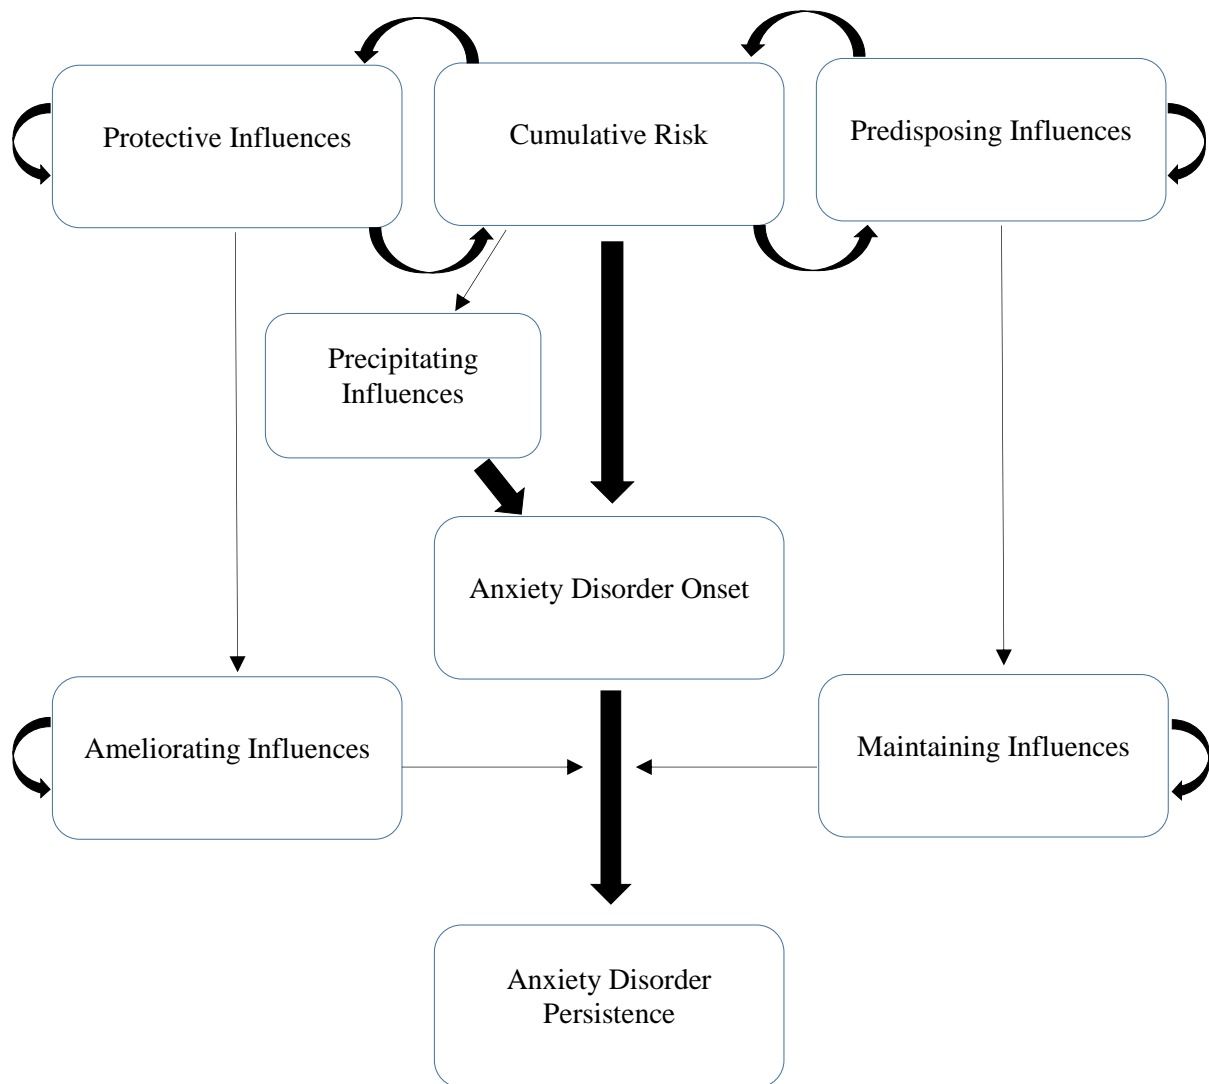 Protective Influences
Cumulative Risk
Predisposing Influences
Precipitating
Influences
Anxiety Disorder Onset
Ameliorating Influences
Maintaining Influences
Anxiety Disorder
Persistence